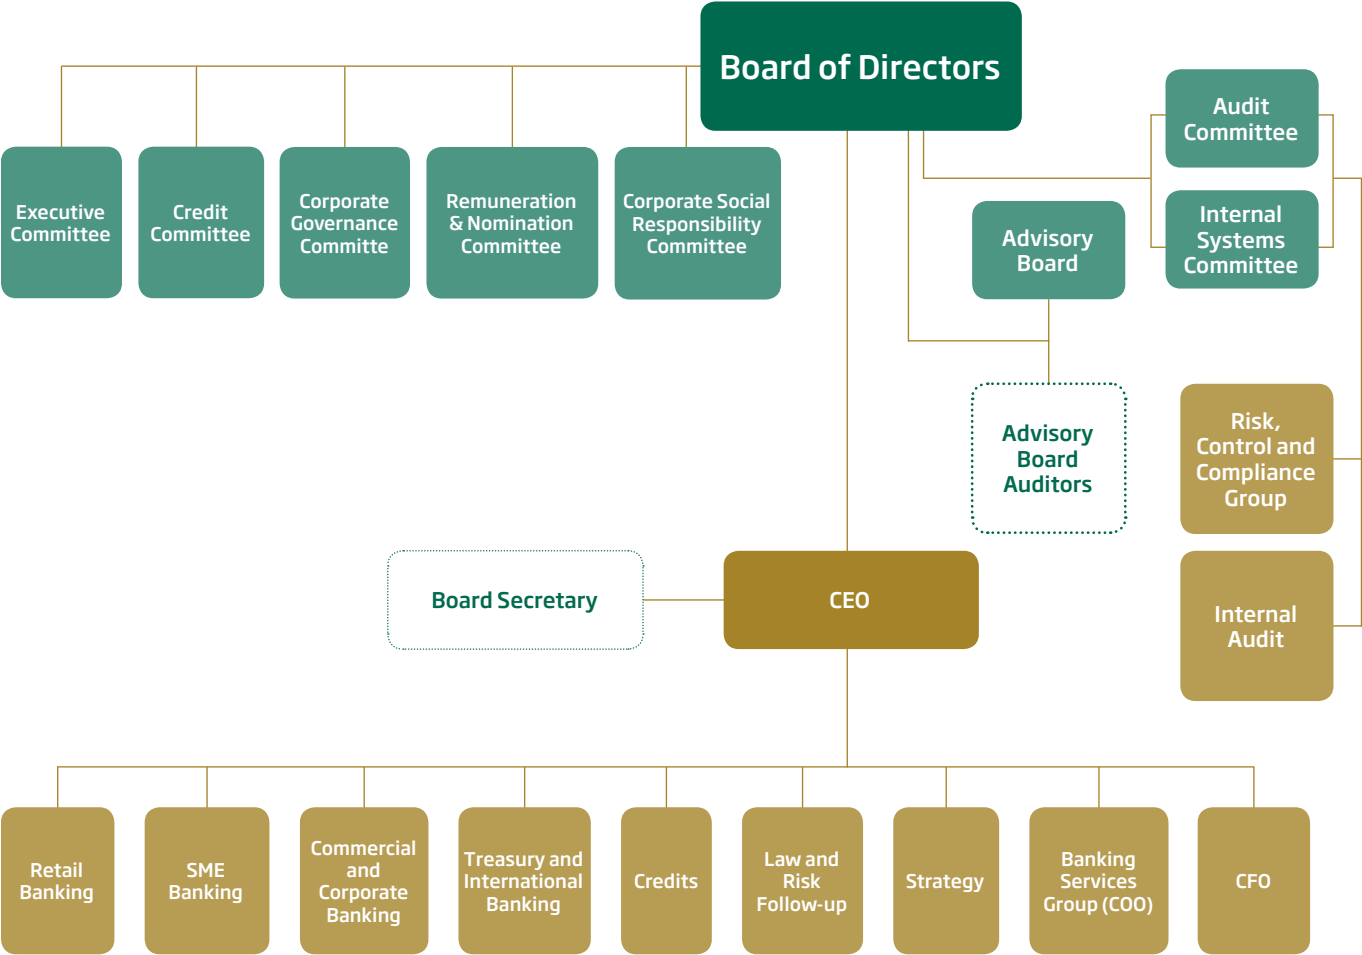 Board of Directors
Audit
Committee
Executive
Committee
Credit
Committee
Corporate
Governance
Committe
Remuneration
& Nomination
Committee
Corporate Social
Responsibility
Committee
Advisory
Board
Internal
Systems
Committee
Advisory
Board
Auditors
Risk,
Control and
Compliance
Group
Board Secretary
CEO
Internal
Audit
Retail
Banking
SME
Banking
Commercial
and
Corporate
Banking
Treasury and
International
Banking
Credits
Law and
Risk
Follow-up
Strategy
Banking
Services
Group (COO)
CFO